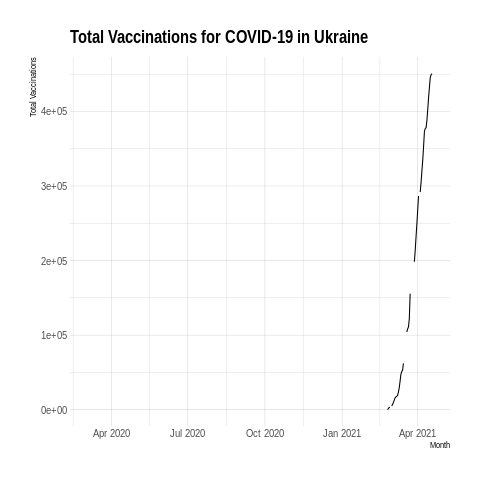 Total Vaccinations for COVID-19 in Ukraine
Total Vaccinations
4e+05
3e+05
2e+05
1e+05
0e+00
Apr 2020 Jul 2020 Oct 2020 Jan 2021 Apr 2021
Month